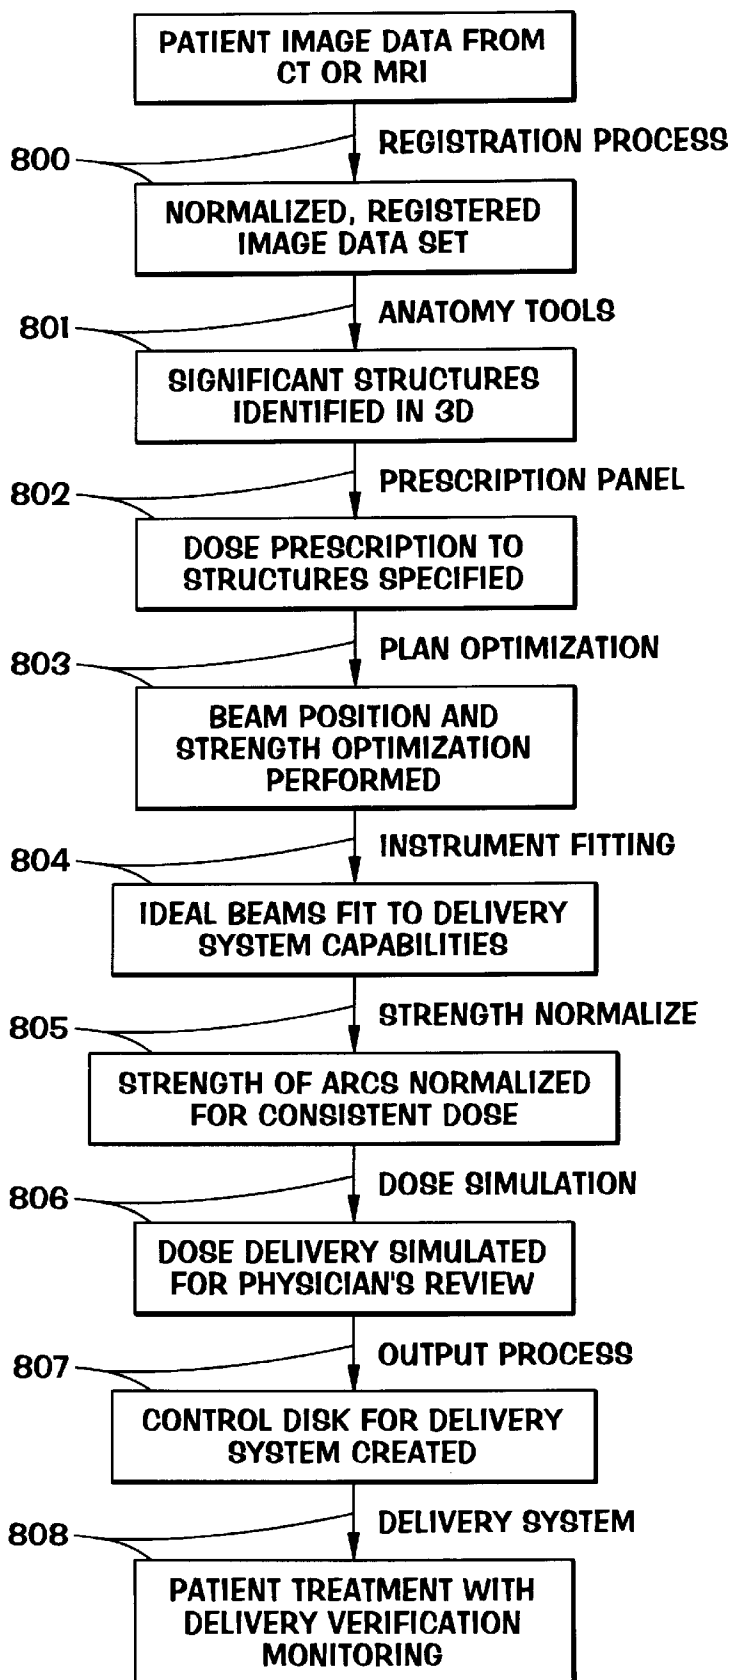 PATIENT IMAGE DATA FROM
CT OR MRI
REGISTRATION PROCESS
800
NORMALIZED, REGISTERED
IMAGE DATA SET
ANATOMY TOOLS
801
SIGNIFICANT STRUCTURES
IDENTIFIED IN 3D
PRESCRIPTION PANEL
802
DOSE PRESCRIPTION TO
STRUCTURES SPECIFIED
PLAN OPTIMIZATION
803
BEAM POSITION AND
STRENGTH OPTIMIZATION
PERFORMED
INSTRUMENT FITTING
804
IDEAL BEAMS FIT TO DELIVERY
SYSTEM CAPABILITIES
STRENGTH NORMALIZE
805
STRENGTH OF ARCS NORMALIZED
FOR CONSISTENT DOSE
DOSE SIMULATION
806
DOSE DELIVERY SIMULATED
FOR PHYSICIAN'S REVIEW
OUTPUT PROCESS
807
CONTROL DISK FOR DELIVERY
SYSTEM CREATED
DELIVERY SYSTEM
808
PATIENT TREATMENT WITH
DELIVERY VERIFICATION
MONITORING